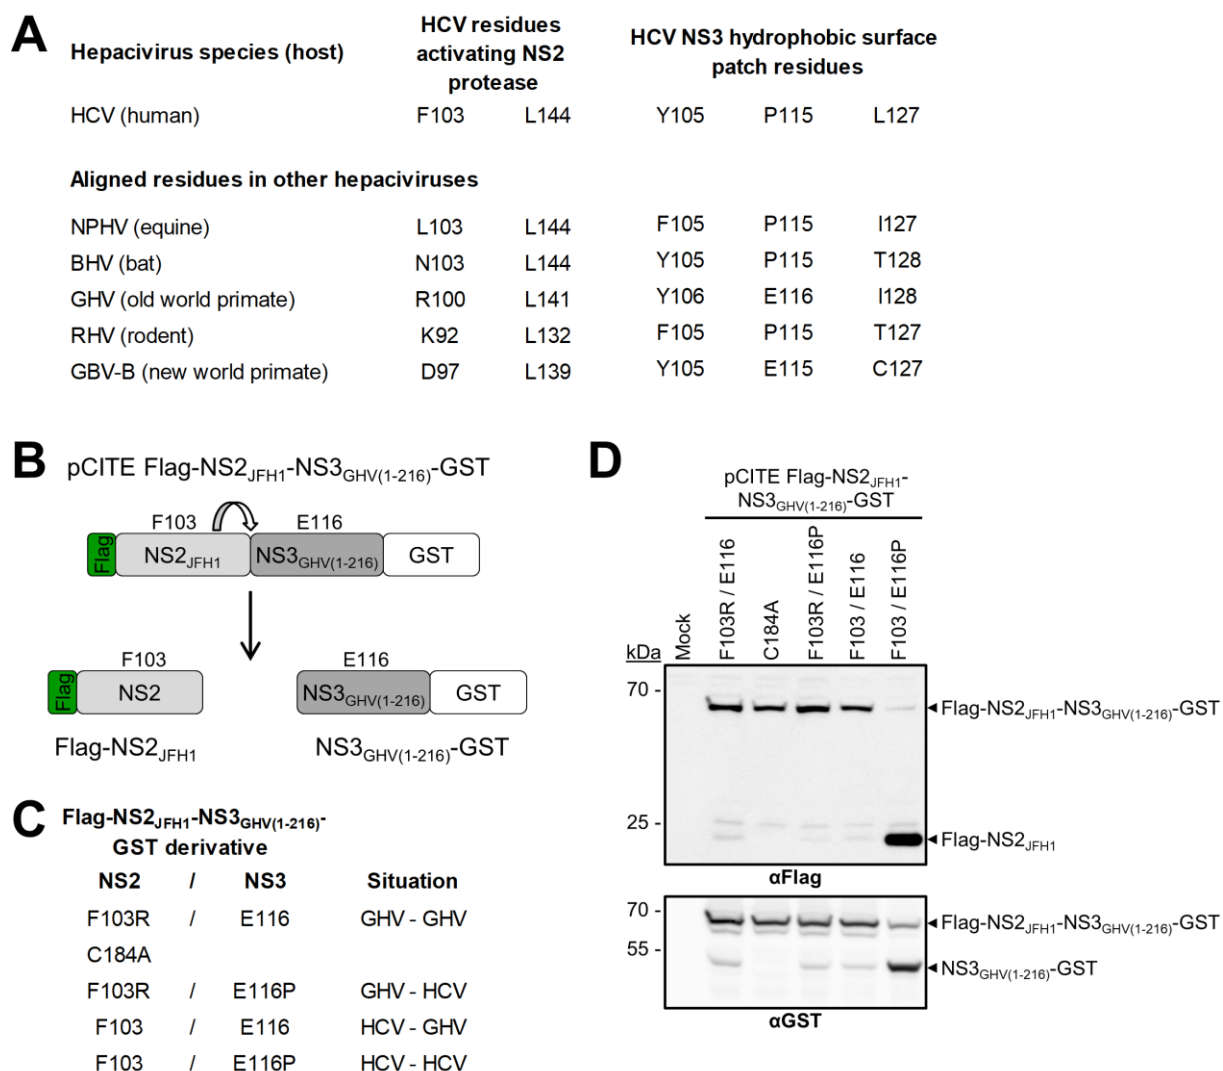 A
Hepacivirus species (host)
HCV residues
activating NS2
protease
HCV NS3 hydrophobic surface
patch residues
HCV (human) F103 L144 Y105 P115 L127
Aligned residues in other hepaciviruses
NPHV (equine) L103 L144 F105 P115 I127
BHV (bat) N103 L144 Y105 P115 T128
GHV (old world primate) R100 L141 Y106 E116 I128
RHV (rodent) K92 L132 F105 P115 T127
GBV-B (new world primate) D97 L139 Y105 E115 C127
B
pCITE Flag-NS2JFH1-NS3GHV(1-216)-GST
F103 E116
Flag NS2JFH1 NS3GHV(1-216) GST
F103 E116
Flag NS2 NS3GHV(1-216) GST
Flag-NS2JFH1 NS3GHV(1-216)-GST
C
Flag-NS2JFH1-NS3GHV(1-216)-
GST derivative
NS2 / NS3 Situation
F103R / E116 GHV - GHV
C184A
F103R / E116P GHV - HCV
F103 / E116 HCV - GHV
F103 / E116P HCV - HCV
D
pCITE Flag-NS2JFH1-
NS3GHV(1-216)-GST
kDa Mock F103R / E116 C184A F103R / E116P F103 / E116 F103 / E116P
70 - Flag-NS2JFH1-NS3GHV(1-216)-GST
25 - Flag-NS2JFH1
αFlag
70 - Flag-NS2JFH1-NS3GHV(1-216)-GST
55 - NS3GHV(1-216)-GST
αGST